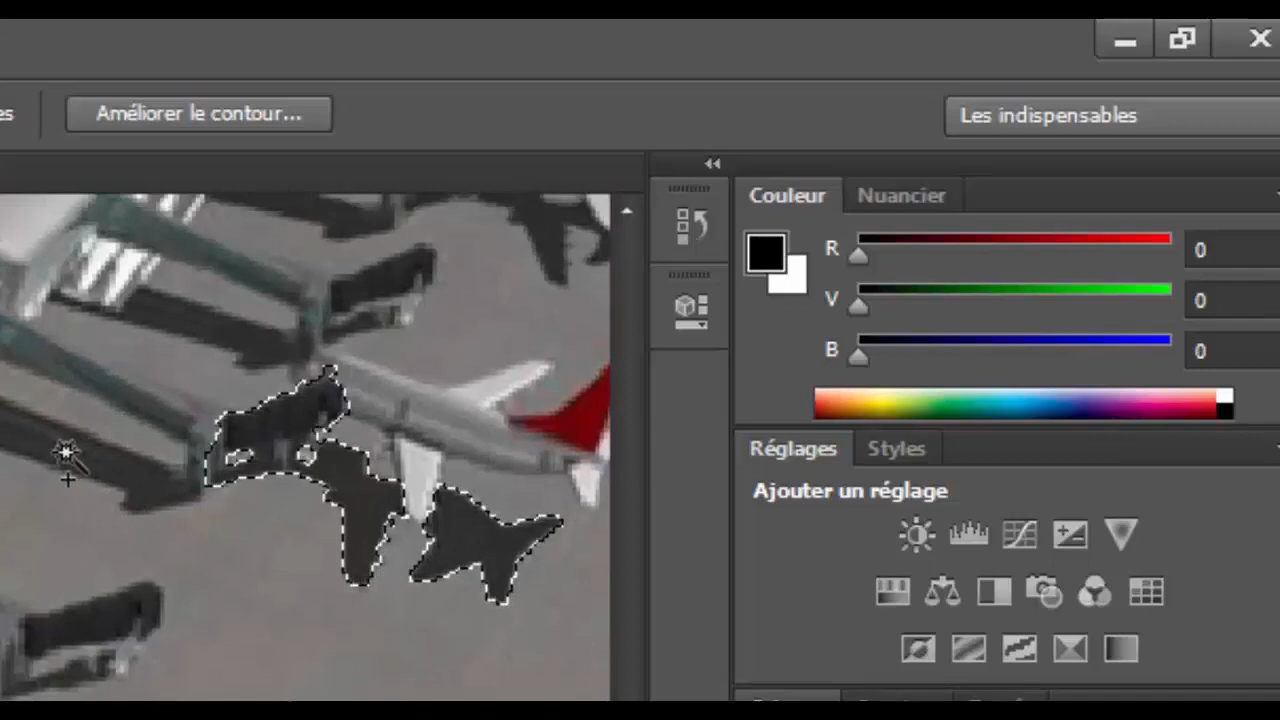 es
Améliorer le contour...
Les indispensables
Couleur
Nuancier
R
0
V
0
B
0
Réglages
Styles
Ajouter un réglage